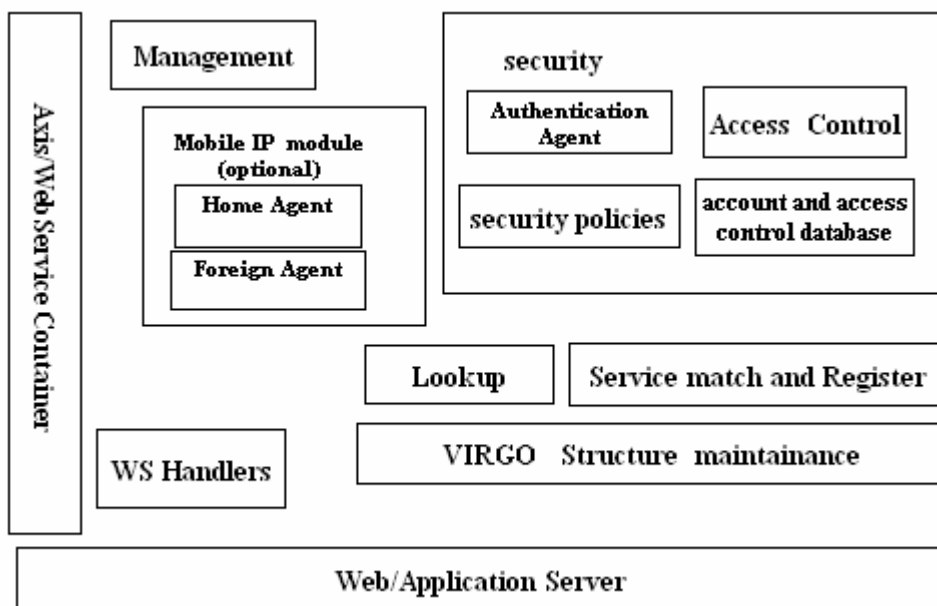 Axis/Web Service Container
Management
Mobile IP module
(optional)
Home Agent
Foreign Agent
security
Authentication
Agent
Access Control
security policies
account and access
control database
Lookup
Service match and Register
WS Handlers
VIRGO Structure maintainance
Web/Application Server